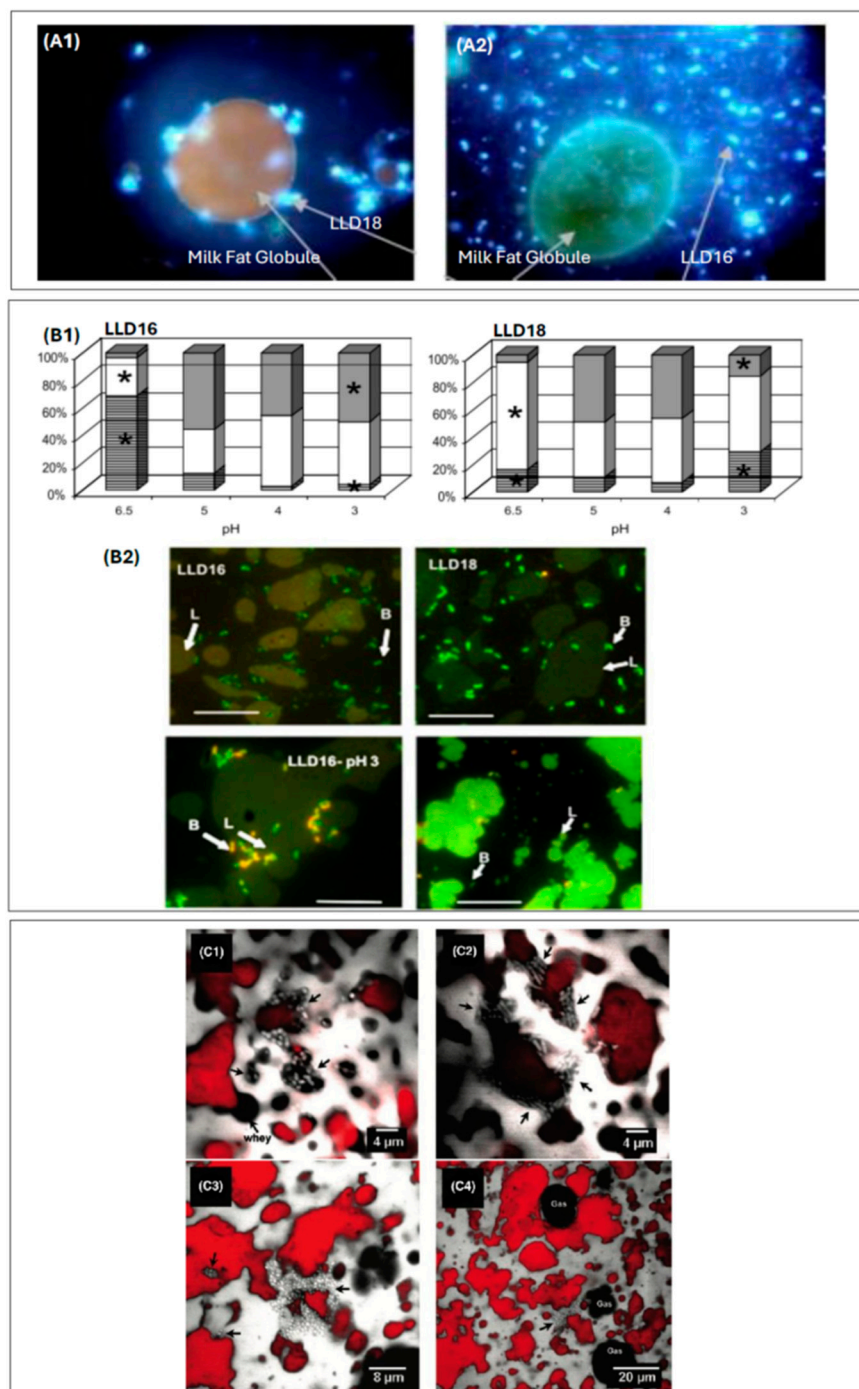 (A1)
LLD18
Milk Fat Globule
(A2)
Milk Fat Globule
LLD16
(B1)
LLD16
100%
80%
60%
40%
20%
0%
*
*
*
*
6.5
5
4
3
pH
LLD18
100%
80%
60%
40%
20%
0%
*
*
*
*
6.5
5
4
3
pH
(B2)
LLD16
L
B
LLD18
B
L
LLD16- pH 3
B
L
L
B
(C1)
whey
4 µm
(C2)
4 µm
(C3)
8 µm
(C4)
Gas
Gas
Gas
20 µm